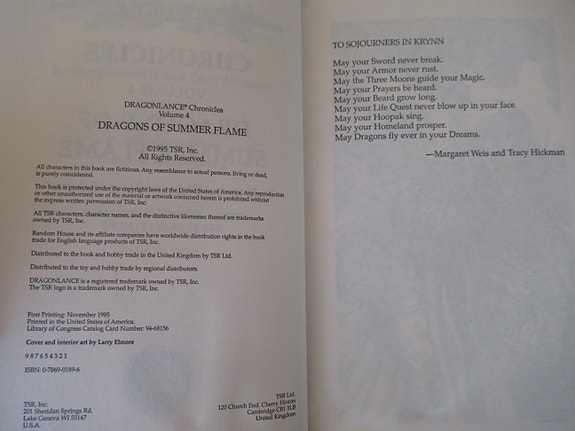 DRAGONLANCE® Chronicles
Volume 4
DRAGONS OF SUMMER FLAME
©1995 TSR, Inc.
All Rights Reserved.
All characters in this book are fictitious. Any resemblance to actual persons, living or dead,
is purely coincidental.
This book is protected under the copyright laws of the United States of America. Any reproduction
or other unauthorized use of the material or artwork contained herein is prohibited without
the express written permission of TSR, Inc.
All TSR characters, character names, and the distinctive likenesses thereof are trademarks
owned by TSR, Inc.
Random House and its affiliate companies have worldwide distribution rights in the book
trade for English language products of TSR, Inc.
Distributed to the book and hobby trade in the United Kingdom by TSR Ltd.
Distributed to the toy and hobby trade by regional distributors.
DRAGONLANCE is a registered trademark owned by TSR, Inc.
The TSR logo is a trademark owned by TSR, Inc.
First Printing: November 1995
Printed in the United States of America.
Library of Congress Catalog Card Number: 94-68156
Cover and interior art by Larry Elmore
9 8 7 6 5 4 3 2 1
ISBN: 0-7869-0189-6
TSR, Inc.
201 Sheridan Springs Rd.
Lake Geneva WI 53147
U.S.A.
TSR Ltd.
120 Church End, Cherry Hinton
Cambridge CB1 3LB
United Kingdom
TO SOJOURNERS IN KRYNN
May your Sword never break.
May your Armor never rust.
May the Three Moons guide your Magic.
May your Prayers be heard.
May your Beard grow long.
May your Life Quest never blow up in your face.
May your Hoopak sing.
May your Homeland prosper.
May Dragons fly ever in your Dreams.
—Margaret Weis and Tracy Hickman